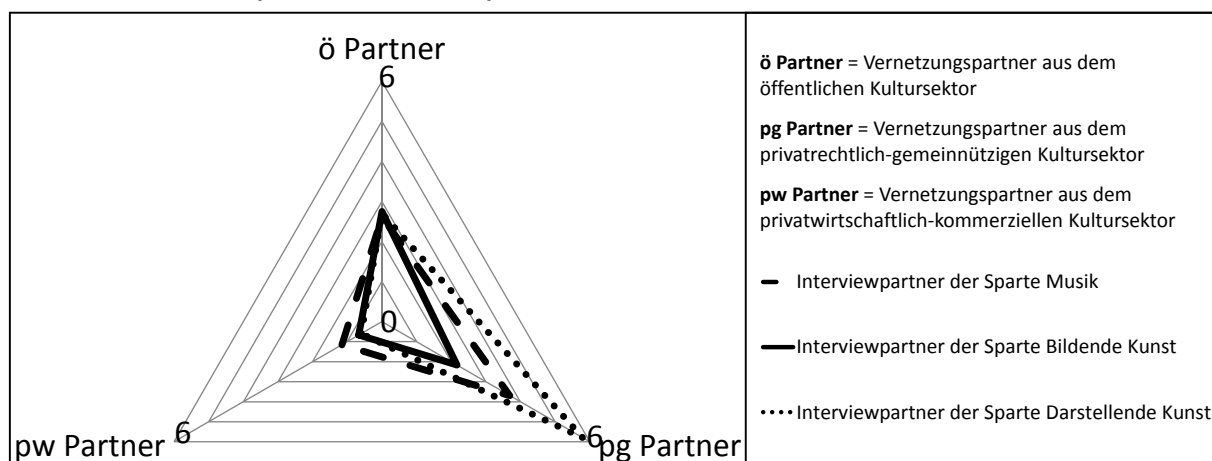 ö Partner
6
0
pw Partner
6
6
pg Partner
ö Partner = Vernetzungspartner aus dem
öffentlichen Kultursektor
pg Partner = Vernetzungspartner aus dem
privatrechtlich-gemeinnützigen Kultursektor
pw Partner = Vernetzungspartner aus dem
privatwirtschaftlich-kommerziellen Kultursektor
Interviewpartner der Sparte Musik
Interviewpartner der Sparte Bildende Kunst
Interviewpartner der Sparte Darstellende Kunst